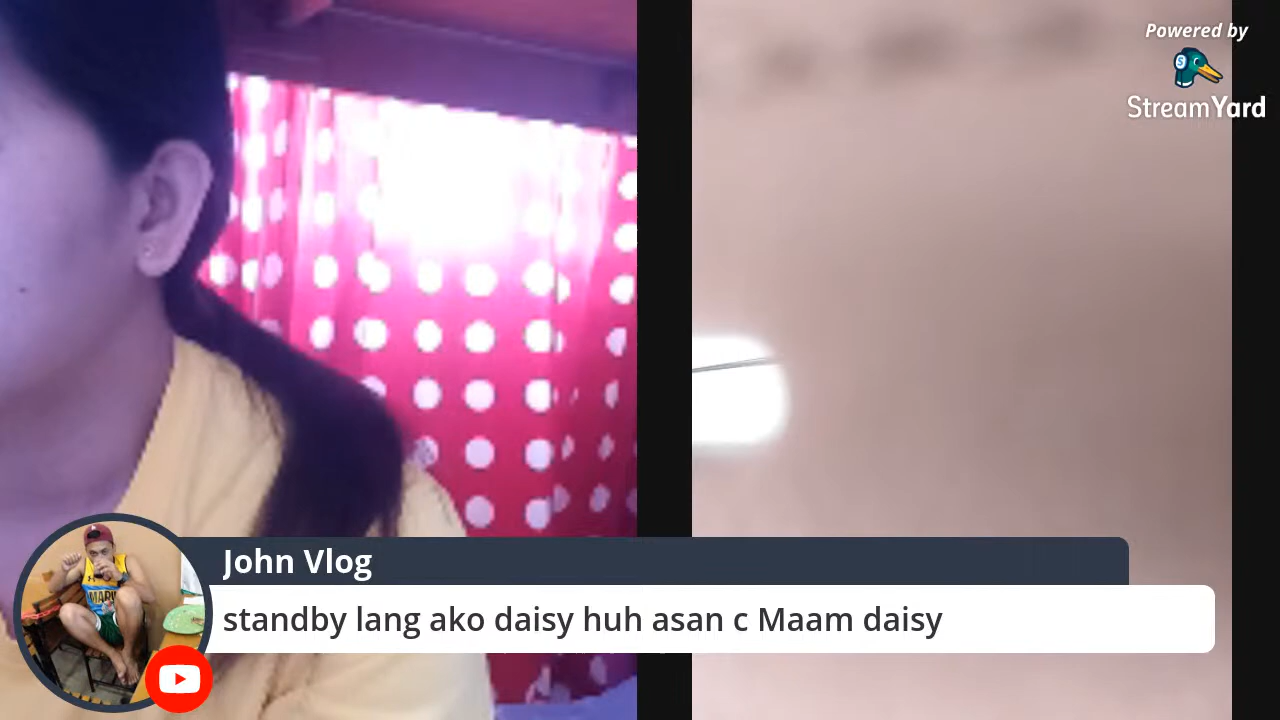 Powered by
StreamYard
John Vlog
standby lang ako daisy huh asan c Maam daisy